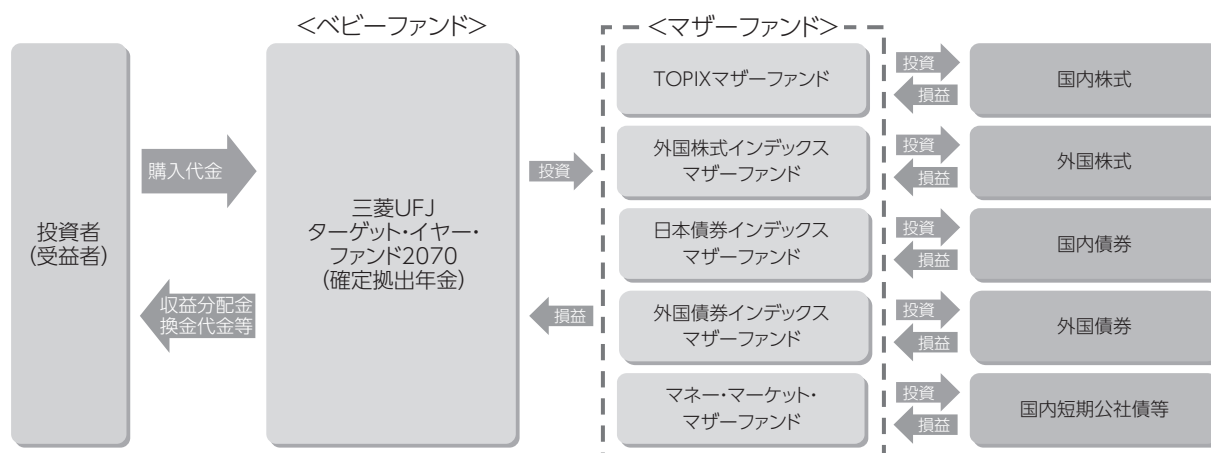 <ベビーファンド>
<マザーファンド>
投資者
(受益者)
購入代金
収益分配金
換金代金等
三菱UFJ
ターゲット・イヤー・
ファンド2070
(確定拠出年金)
投資
損益
TOPIXマザーファンド
投資
損益
国内株式
外国株式インデックス
マザーファンド
投資
損益
外国株式
日本債券インデックス
マザーファンド
投資
損益
国内債券
外国債券インデックス
マザーファンド
投資
損益
外国債券
マネー・マーケット・
マザーファンド
投資
損益
国内短期公社債等